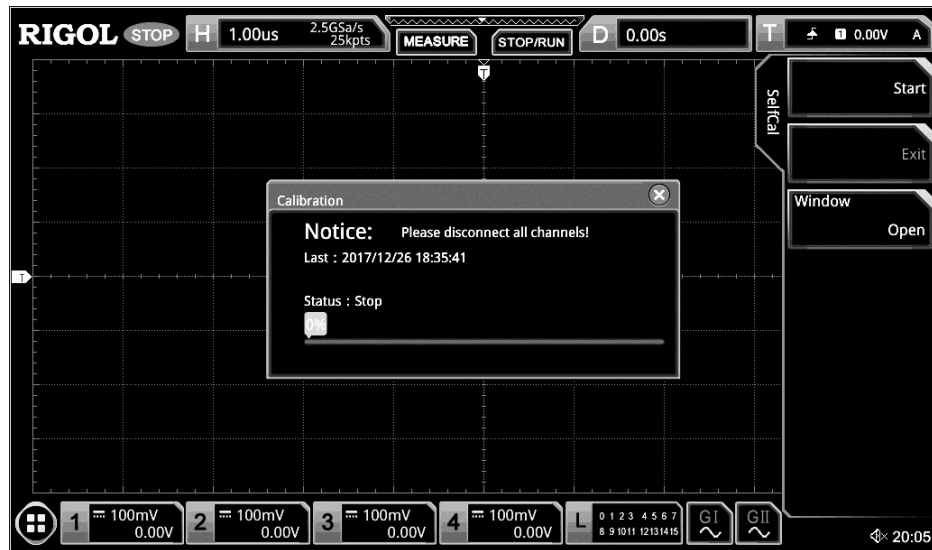 RIGOL STOP H 1.00us 2.5GSa/s 25kpts MEASURE STOP/RUN D 0.00s T 1 0.00V A
T
SelfCal
Start
Exit
Window
Open
Calibration
Notice: Please disconnect all channels!
Last : 2017/12/26 18:35:41
Status : Stop
0%
T
1 100mV 0.00V
2 100mV 0.00V
3 100mV 0.00V
4 100mV 0.00V
L 0 1 2 3 4 5 6 7
8 9 10 11 12 13 14 15
GI
GII
20:05